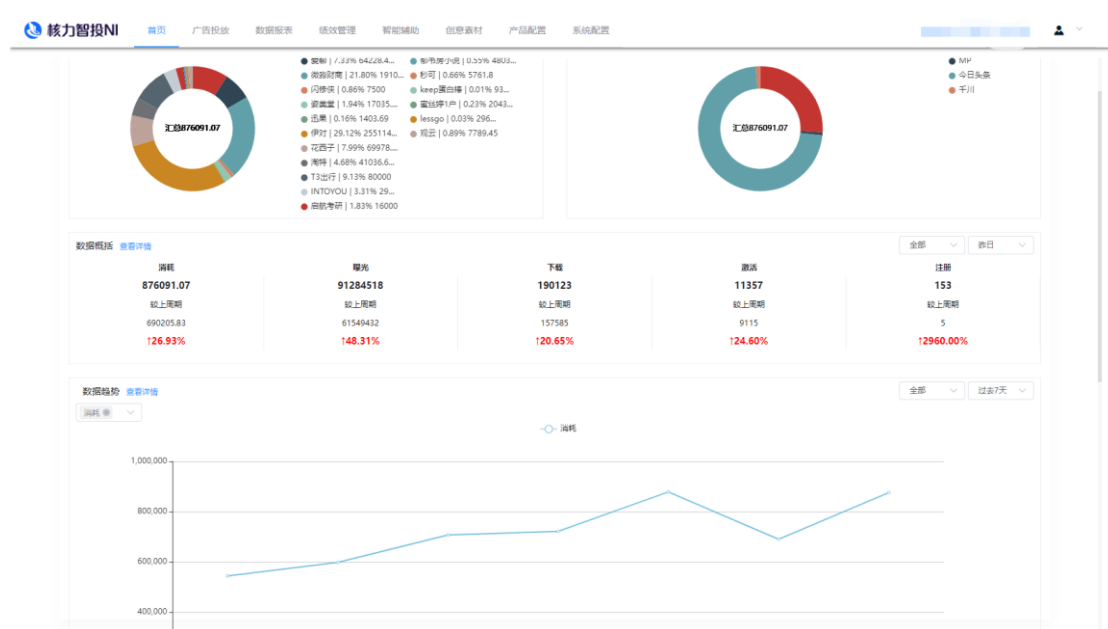 核力智投NI 首页 广告投放 数据报表 绩效管理 智能辅助 创意素材 产品配置 系统配置
7.33% 64228.4... 0.55% 4803...
微淼财商 | 21.80% 1910... 杉可 | 0.66% 5761.8
闪修侠 | 0.86% 7500 keep蛋白棒 | 0.01% 93...
1.94% 17035.... 蜜丝婷1户 | 0.23% 2043...
迅果 | 0.16% 1403.69 lessgo | 0.03% 296...
伊对 | 29.12% 255114... 观云 | 0.89% 7789.45
花西子 | 7.99% 69978....
淘特 | 4.68% 41036.6...
T3出行 | 9.13% 80000
INTOYOU | 3.31% 29...
启航考研 | 1.83% 16000
汇总876091.07
MP
今日头条
千川
汇总876091.07
数据概括 查看详情 全部 昨日
消耗 曝光 下载 激活 注册
876091.07 91284518 190123 11357 153
较上周期 较上周期 较上周期 较上周期 较上周期
690205.83 61549432 157585 9115 5
↑26.93% ↑48.31% ↑20.65% ↑24.60% ↑2960.00%
数据趋势 查看详情 全部 过去7天
消耗
消耗
1,000,000
800,000
600,000
400,000